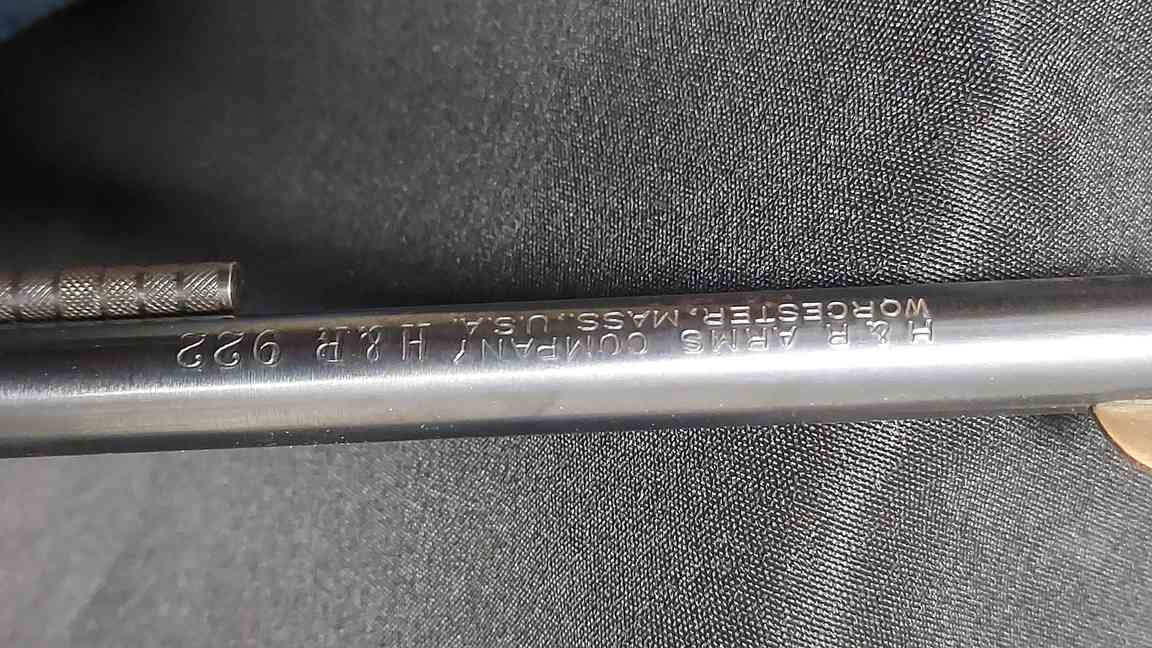 H & R ARMS COMPANY H & R 922
WORCESTER, MASS., U.S.A.